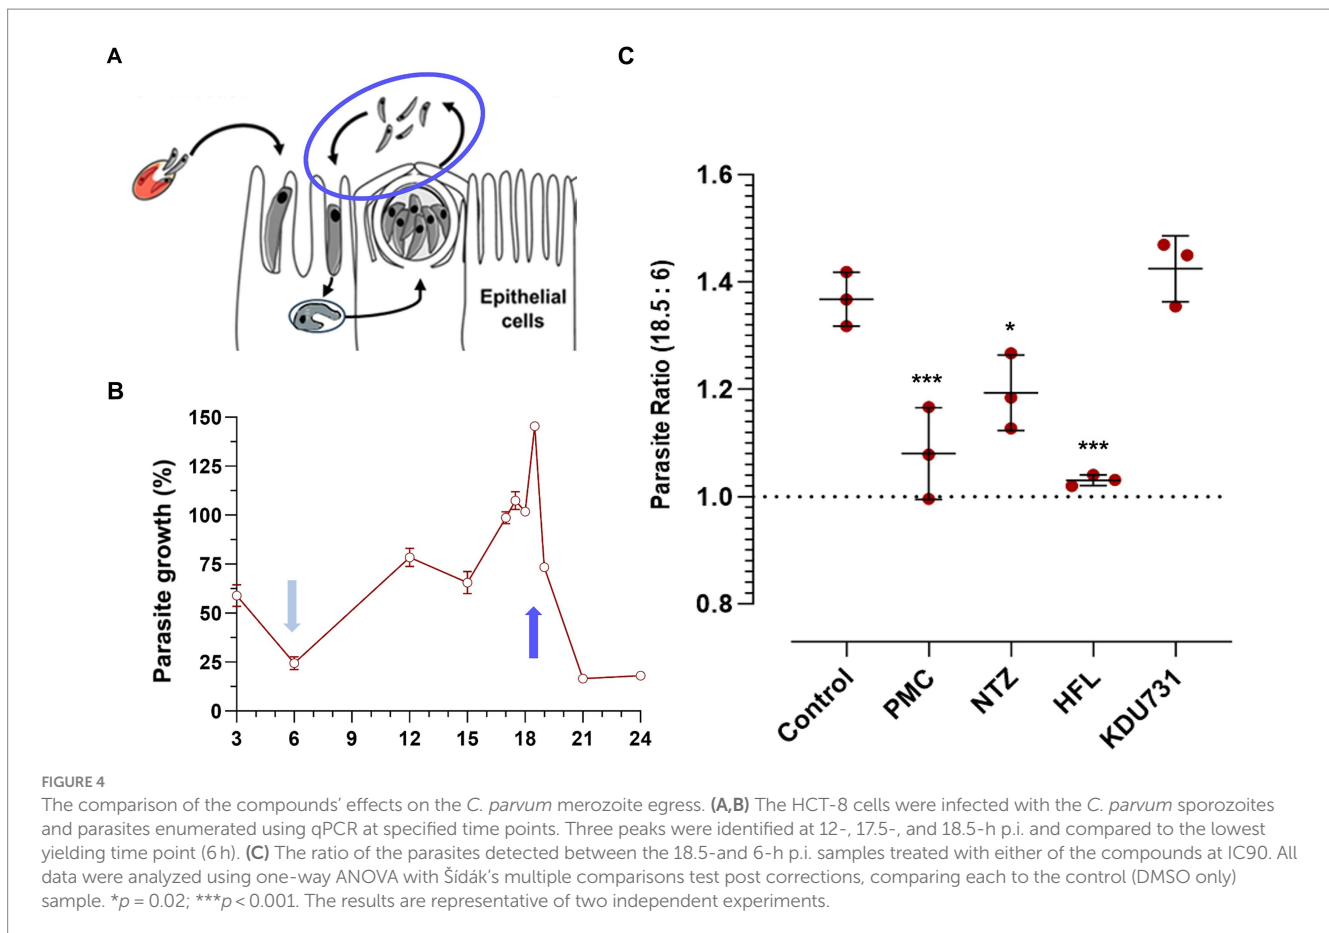 A
Epithelial
cells
B
Parasite growth (%)
150
125
100
75
50
25
0
3 6 9 12 15 18 21 24
C
Parasite Ratio (18.5 : 6)
1.6
1.4
1.2
1.0
0.8
***
*
***
Control PMC NTZ HFL KDU731
FIGURE 4
The comparison of the compounds’ effects on the C. parvum merozoite egress. (A,B) The HCT-8 cells were infected with the C. parvum sporozoites
and parasites enumerated using qPCR at specified time points. Three peaks were identified at 12-, 17.5-, and 18.5-h p.i. and compared to the lowest
yielding time point (6 h). (C) The ratio of the parasites detected between the 18.5-and 6-h p.i. samples treated with either of the compounds at IC90. All
data were analyzed using one-way ANOVA with Šídák’s multiple comparisons test post corrections, comparing each to the control (DMSO only)
sample. *p = 0.02; ***p < 0.001. The results are representative of two independent experiments.